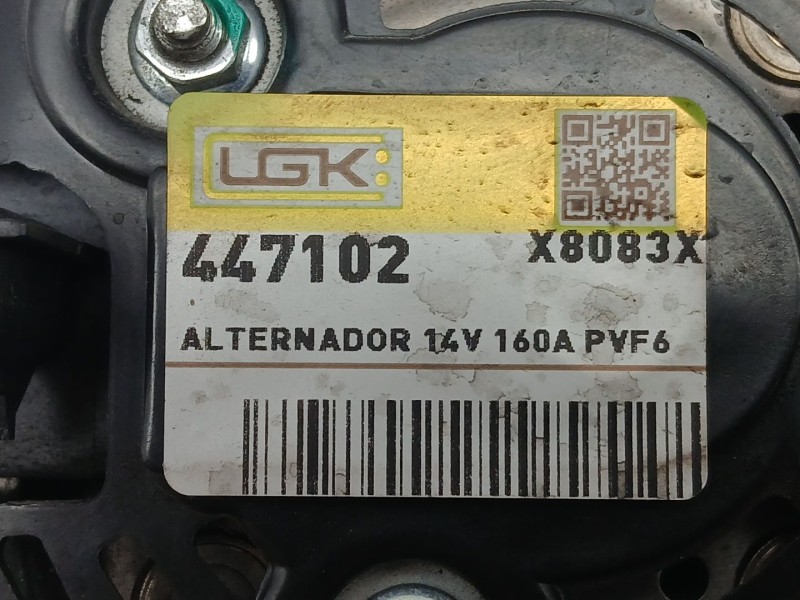 LGK
447102 X8083X
ALTERNADOR 14V 160A PVF6